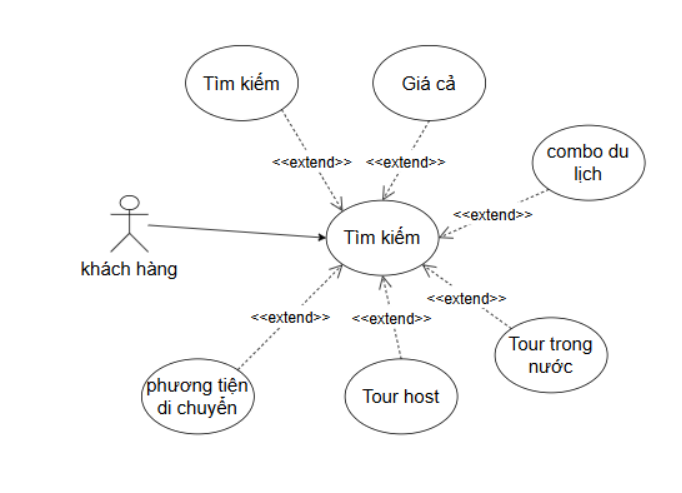 Tìm kiếm
Giá cả
combo du
lịch
<<extend>>
<<extend>>
<<extend>>
Tìm kiếm
khách hàng
<<extend>>
<<extend>>
<<extend>>
Tour trong
nước
phương tiện
di chuyển
Tour host